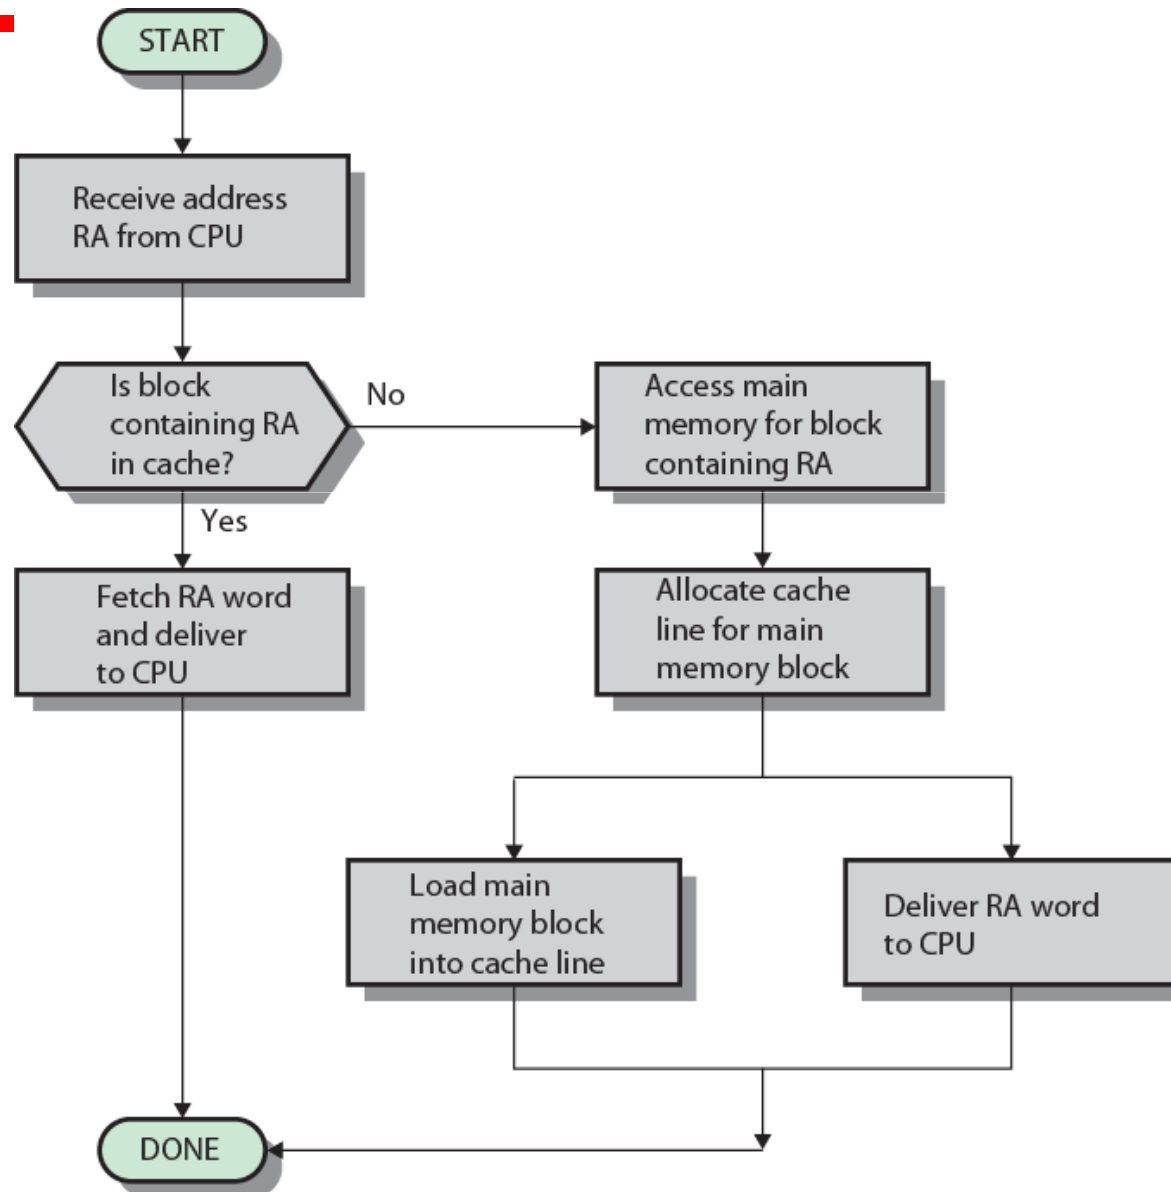 START
Receive address
RA from CPU
Is block
containing RA
in cache?
No
Access main
memory for block
containing RA
Yes
Fetch RA word
and deliver
to CPU
Allocate cache
line for main
memory block
Load main
memory block
into cache line
Deliver RA word
to CPU
DONE